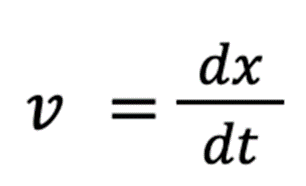 v = dx/dt